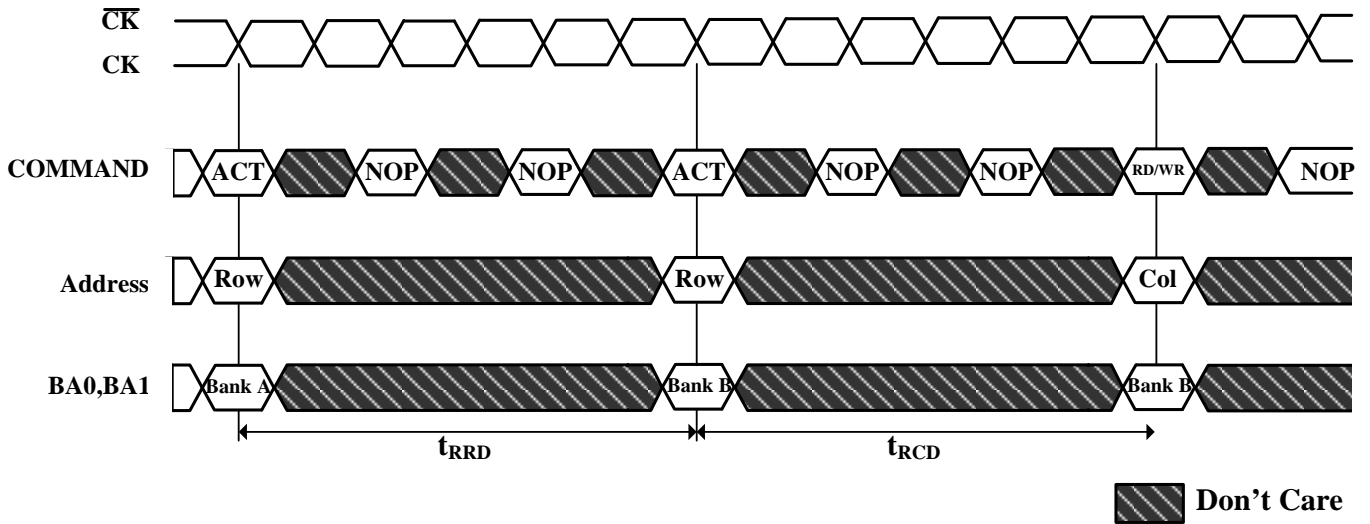 CK
CK
COMMAND ACT NOP NOP ACT NOP NOP RD/WR NOP
Address Row Row Col
BA0,BA1 Bank A Bank B Bank B
tRRD tRCD
Don't Care